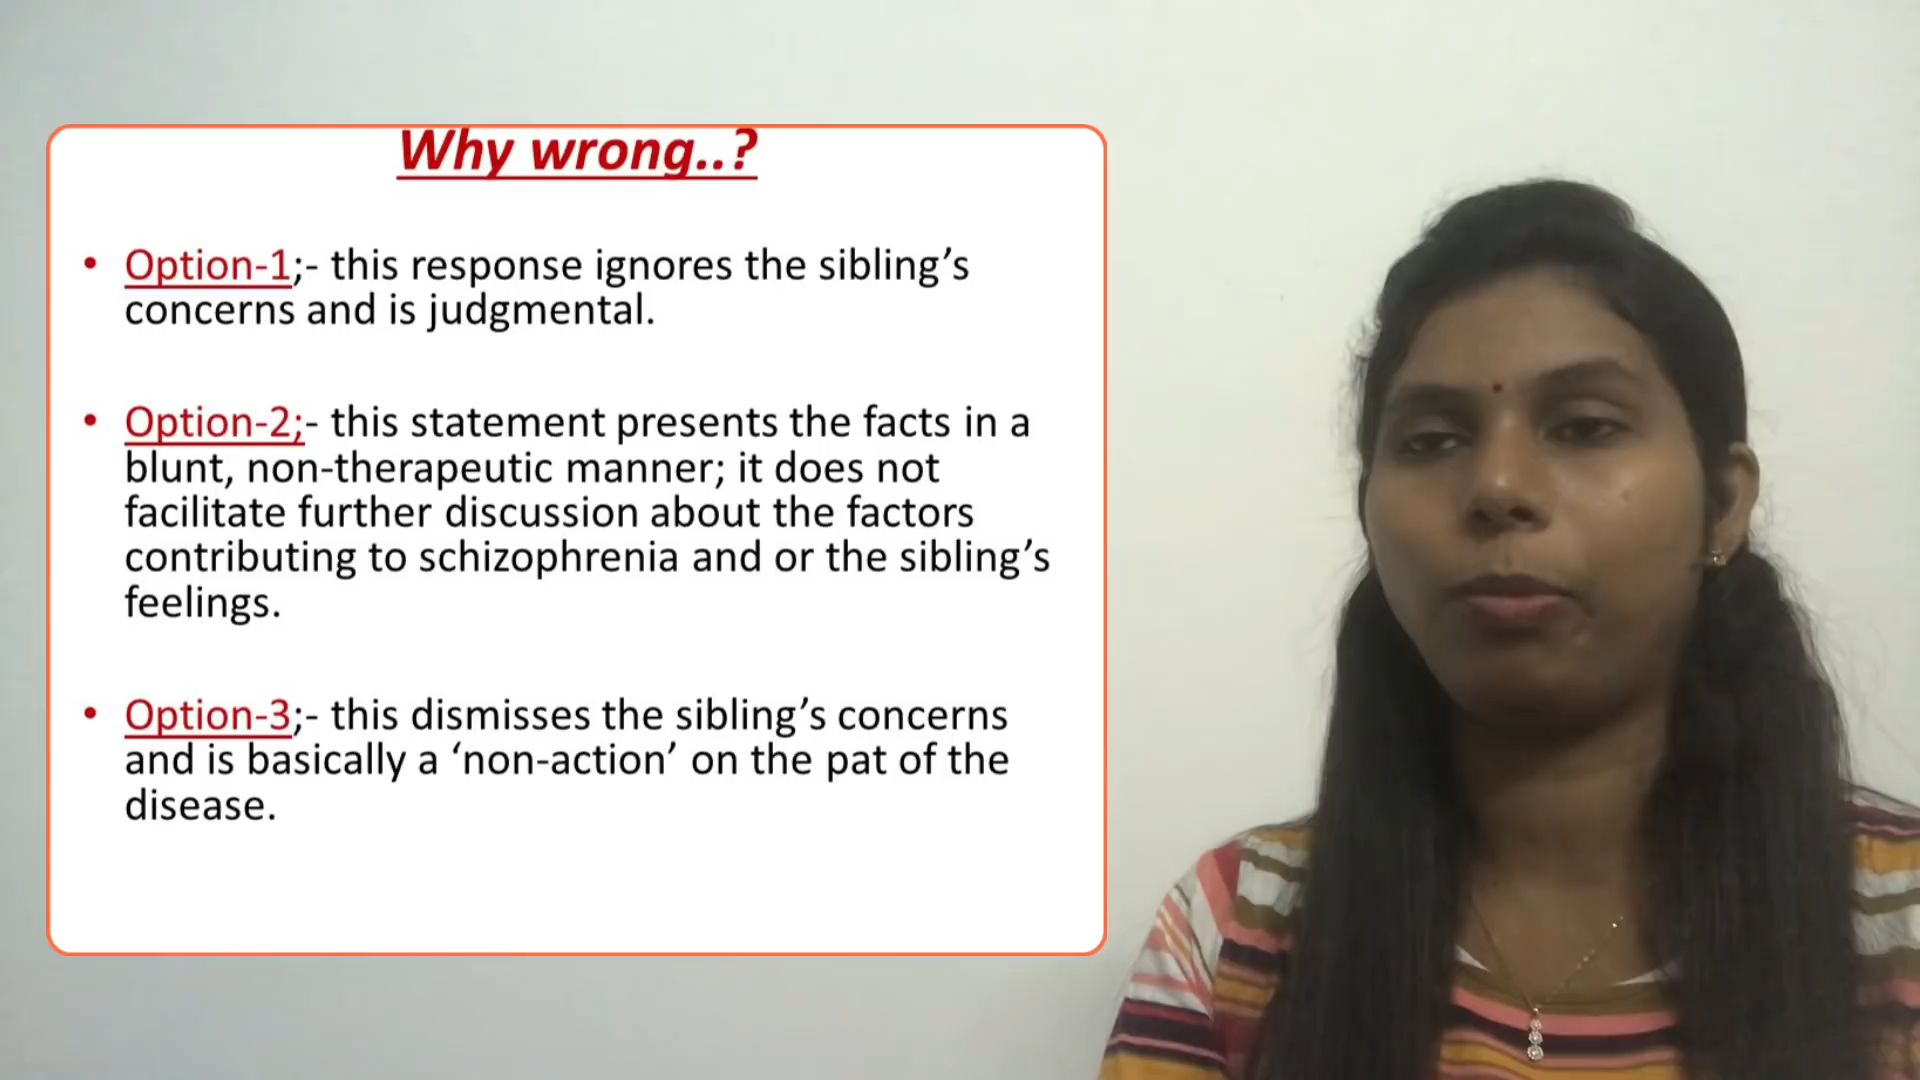 Why wrong..?
• Option-1;- this response ignores the sibling’s
concerns and is judgmental.
• Option-2;- this statement presents the facts in a
blunt, non-therapeutic manner; it does not
facilitate further discussion about the factors
contributing to schizophrenia and or the sibling’s
feelings.
• Option-3;- this dismisses the sibling’s concerns
and is basically a ‘non-action’ on the pat of the
disease.